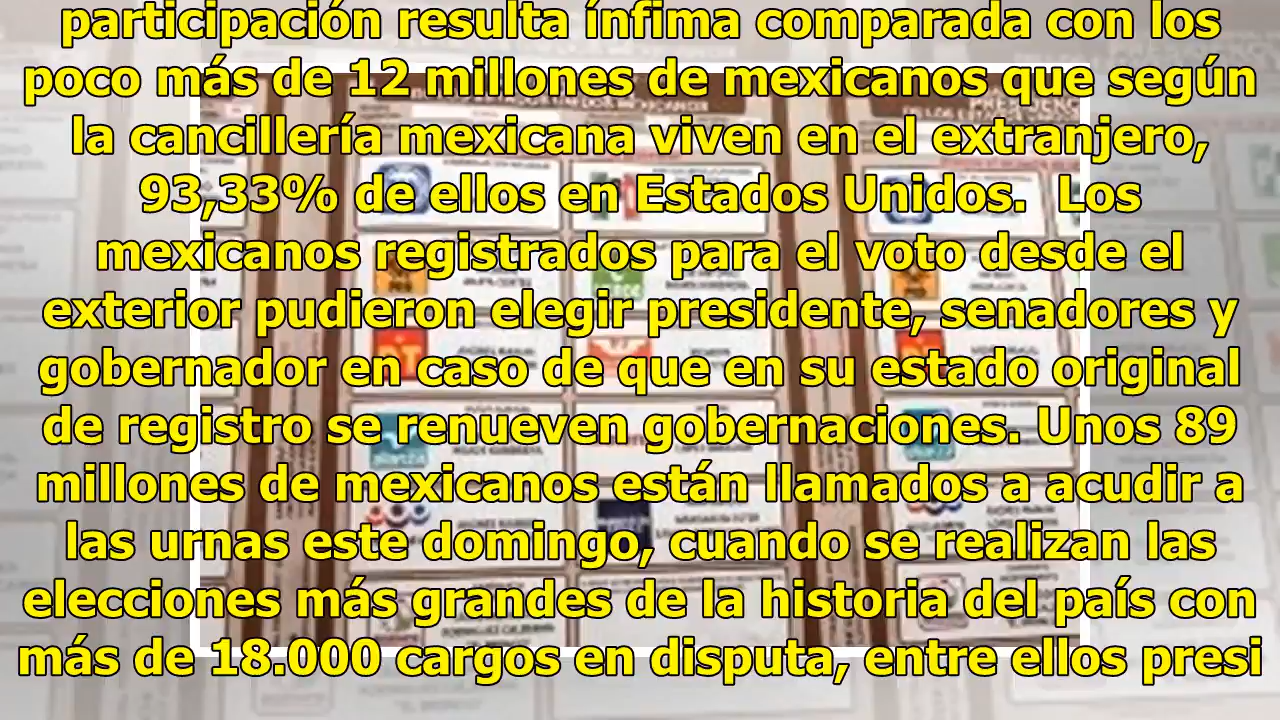 participación resulta ínfima comparada con los
poco más de 12 millones de mexicanos que según
la cancillería mexicana viven en el extranjero,
93,33% de ellos en Estados Unidos. Los
mexicanos registrados para el voto desde el
exterior pudieron elegir presidente, senadores y
gobernador en caso de que en su estado original
de registro se renueven gobernaciones. Unos 89
millones de mexicanos están llamados a acudir a
las urnas este domingo, cuando se realizan las
elecciones más grandes de la historia del país con
más de 18.000 cargos en disputa, entre ellos presi